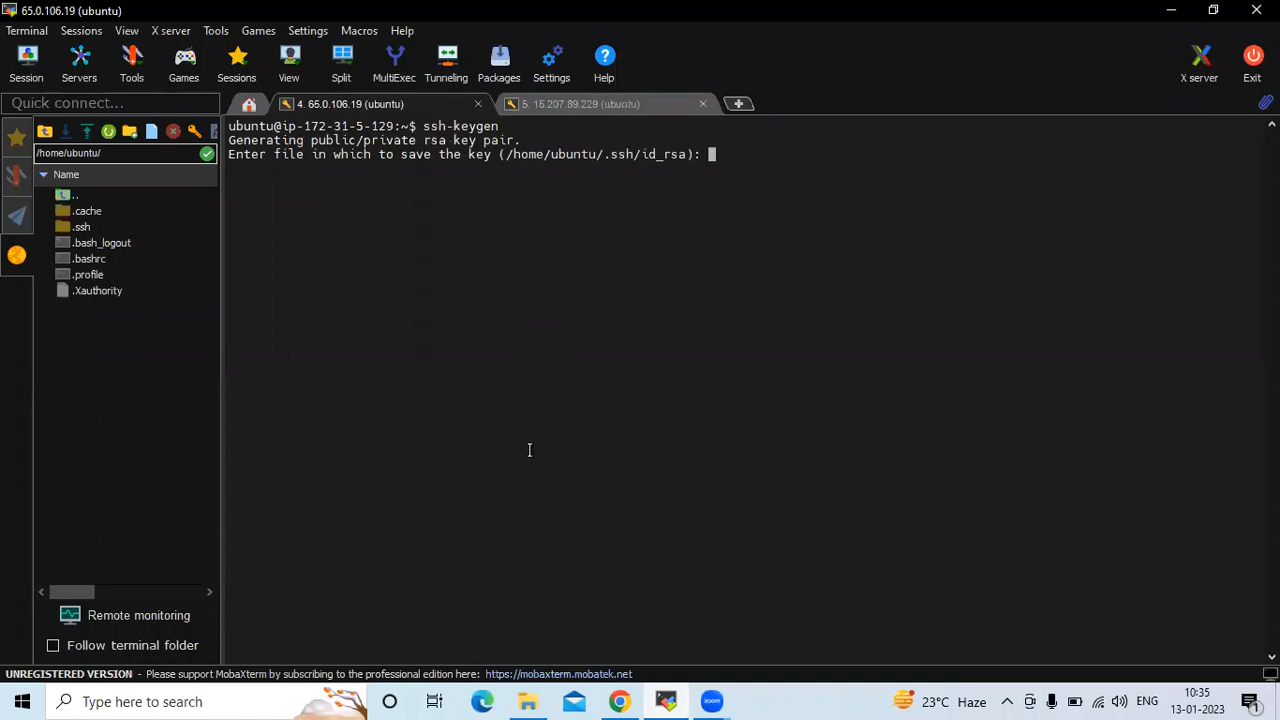 65.0.106.19 (ubuntu)
Terminal Sessions View X server Tools Games Settings Macros Help
Session Servers Tools Games Sessions View Split MultiExec Tunneling Packages Settings Help X server Exit
Quick connect...
4. 65.0.106.19 (ubuntu)
5. 15.207.89.229 (ubuntu)
/home/ubuntu/
Name
..
.cache
.ssh
.bash_logout
.bashrc
.profile
.Xauthority
ubuntu@ip-172-31-5-129:~$ ssh-keygen
Generating public/private rsa key pair.
Enter file in which to save the key (/home/ubuntu/.ssh/id_rsa):
Remote monitoring
Follow terminal folder
UNREGISTERED VERSION - Please support MobaXterm by subscribing to the professional edition here: https://mobaxterm.mobatek.net
Type here to search
zoom
23°C Haze
ENG
10:35
13-01-2023
1